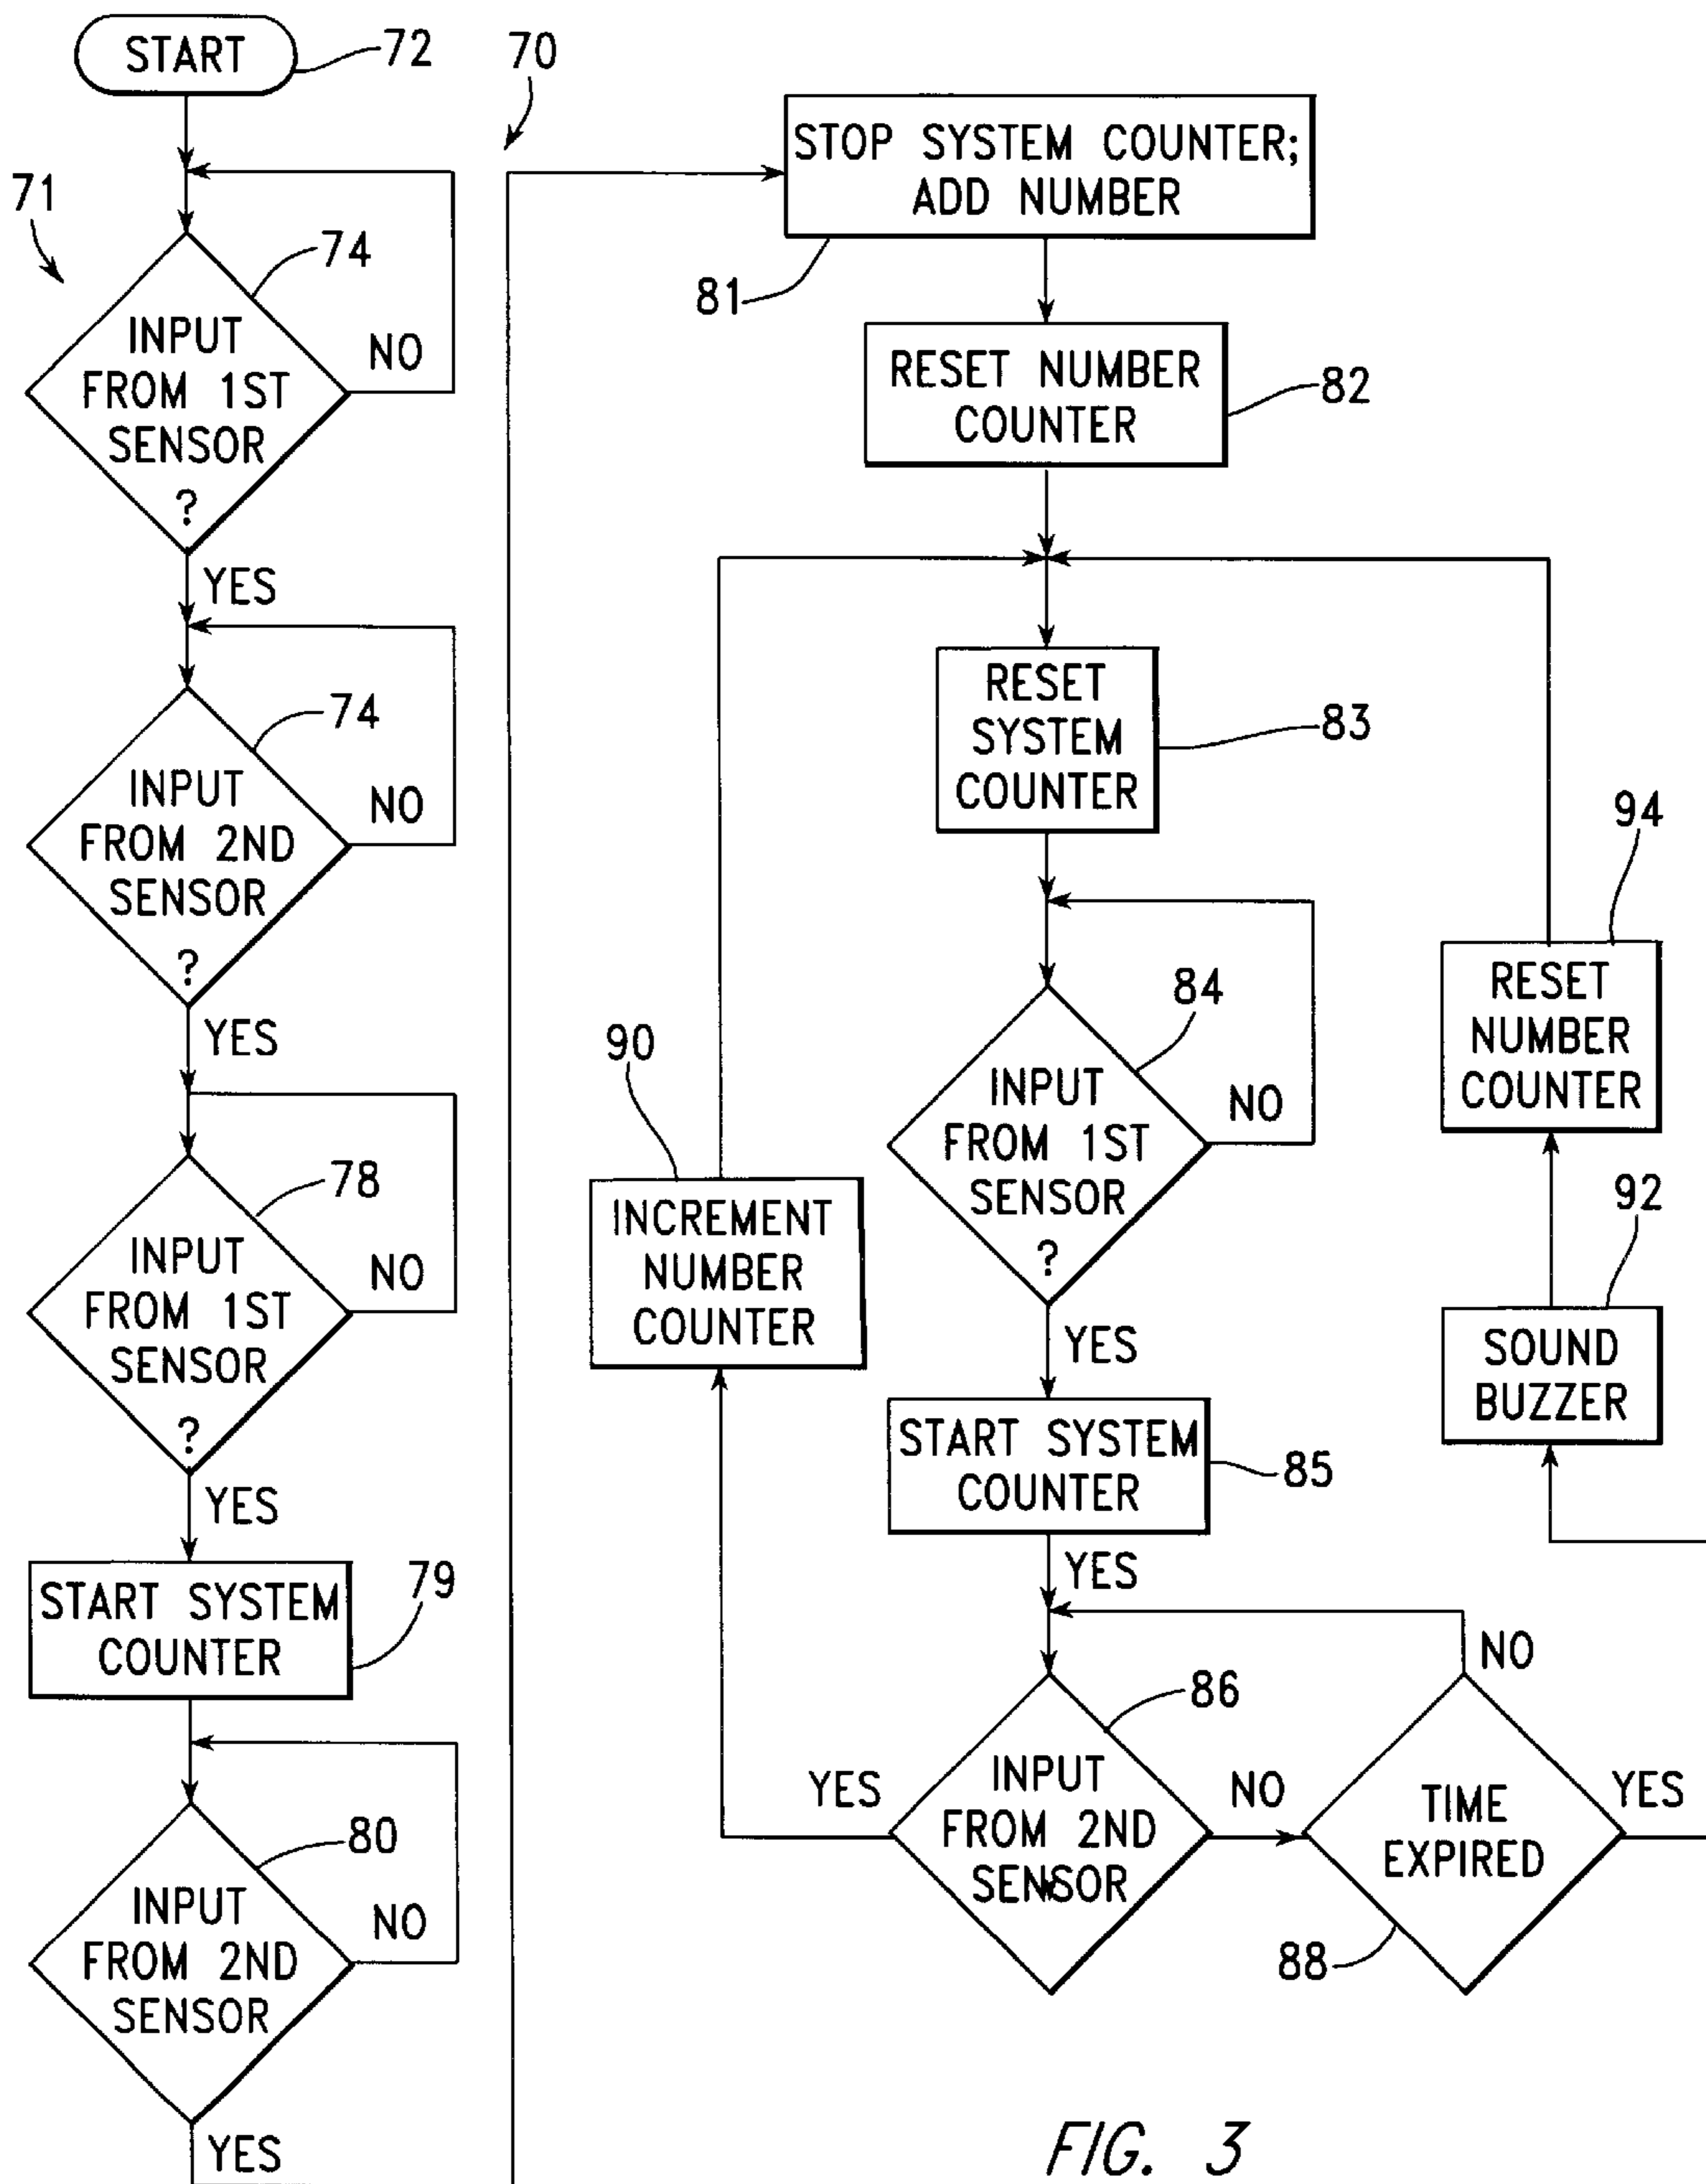 START
72
70
71
74
INPUT
FROM 1ST
SENSOR
?
NO
YES
74
INPUT
FROM 2ND
SENSOR
?
NO
YES
78
INPUT
FROM 1ST
SENSOR
?
NO
YES
START SYSTEM
COUNTER
79
80
INPUT
FROM 2ND
SENSOR
NO
YES
STOP SYSTEM COUNTER;
ADD NUMBER
81
RESET NUMBER
COUNTER
82
RESET
SYSTEM
COUNTER
83
84
INPUT
FROM 1ST
SENSOR
?
NO
YES
START SYSTEM
COUNTER
85
YES
86
INPUT
FROM 2ND
SENSOR
YES
NO
TIME
EXPIRED
88
NO
YES
90
INCREMENT
NUMBER
COUNTER
92
SOUND
BUZZER
94
RESET
NUMBER
COUNTER
FIG. 3